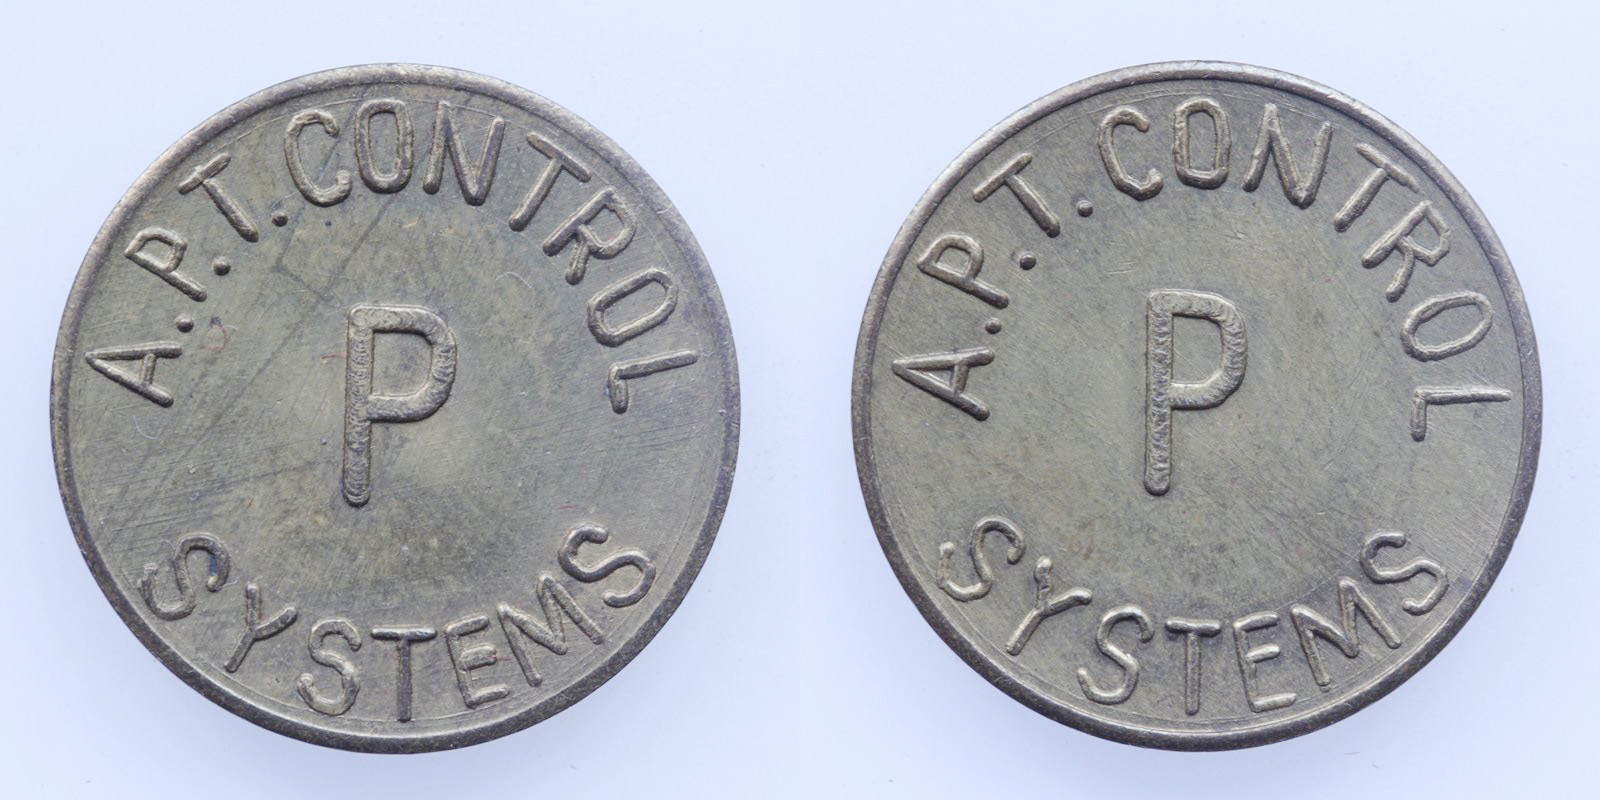 A.P.T. CONTROL
P
SYSTEMS
A.P.T. CONTROL
P
SYSTEMS